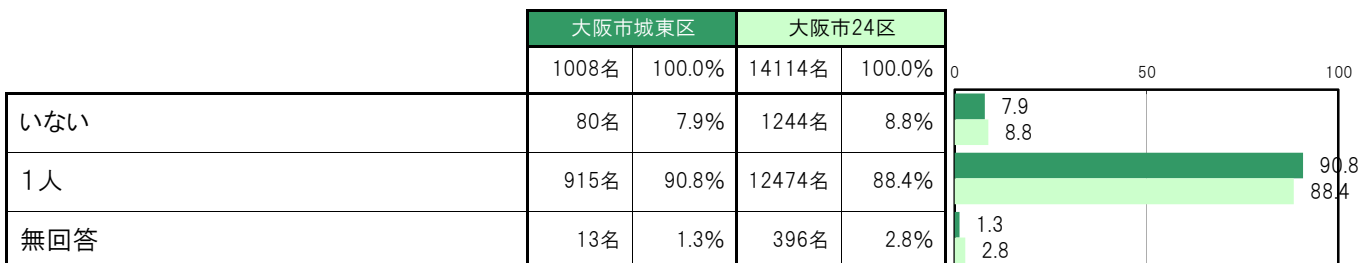 大阪市城東区 大阪市24区
1008名 100.0% 14114名 100.0% 0 50 100
いない 80名 7.9% 1244名 8.8% 7.9
8.8
1人 915名 90.8% 12474名 88.4% 90.8
88.4
無回答 13名 1.3% 396名 2.8% 1.3
2.8